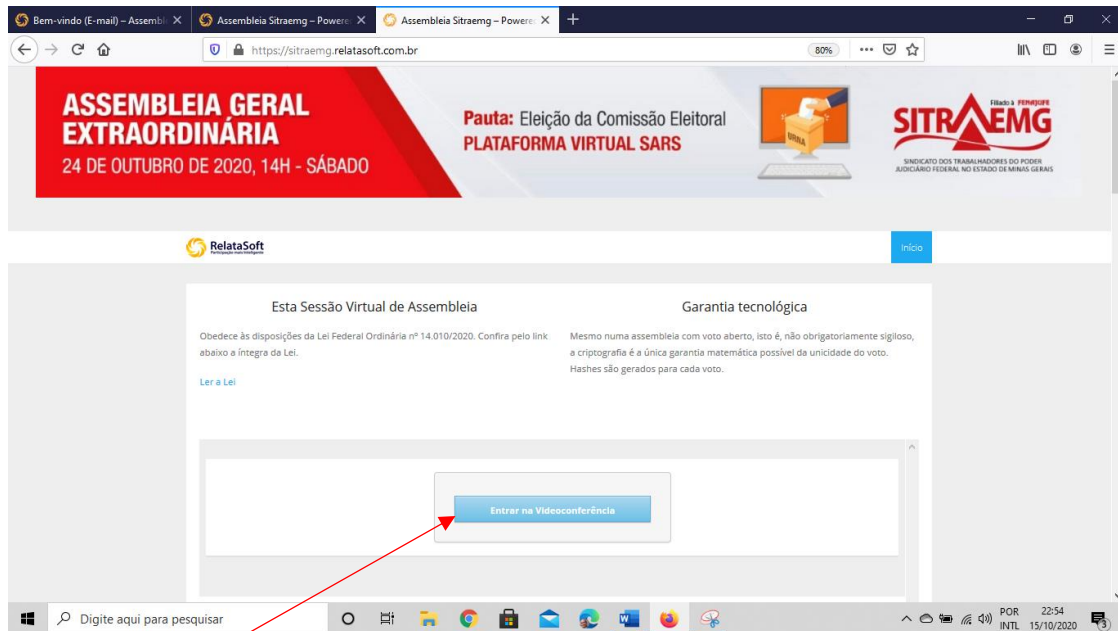 Bem-vindo (E-mail) – Assembl
Assembleia Sitraemg – Powere
Assembleia Sitraemg – Powere
https://sitraemg.relatasoft.com.br
80%
ASSEMBLEIA GERAL
EXTRAORDINÁRIA
24 DE OUTUBRO DE 2020, 14H - SÁBADO
Pauta: Eleição da Comissão Eleitoral
PLATAFORMA VIRTUAL SARS
URNA
Filiado à FENAJUFE
SITRAEMG
SINDICATO DOS TRABALHADORES DO PODER
JUDICIÁRIO FEDERAL NO ESTADO DE MINAS GERAIS
RelataSoft
Participação mais inteligente
Início
Esta Sessão Virtual de Assembleia
Obedece às disposições da Lei Federal Ordinária nº 14.010/2020. Confira pelo link
abaixo a íntegra da Lei.
Ler a Lei
Garantia tecnológica
Mesmo numa assembleia com voto aberto, isto é, não obrigatoriamente sigiloso,
a criptografia é a única garantia matemática possível da unicidade do voto.
Hashes são gerados para cada voto.
Entrar na Videoconferência
Digite aqui para pesquisar
POR
INTL
22:54
15/10/2020
3